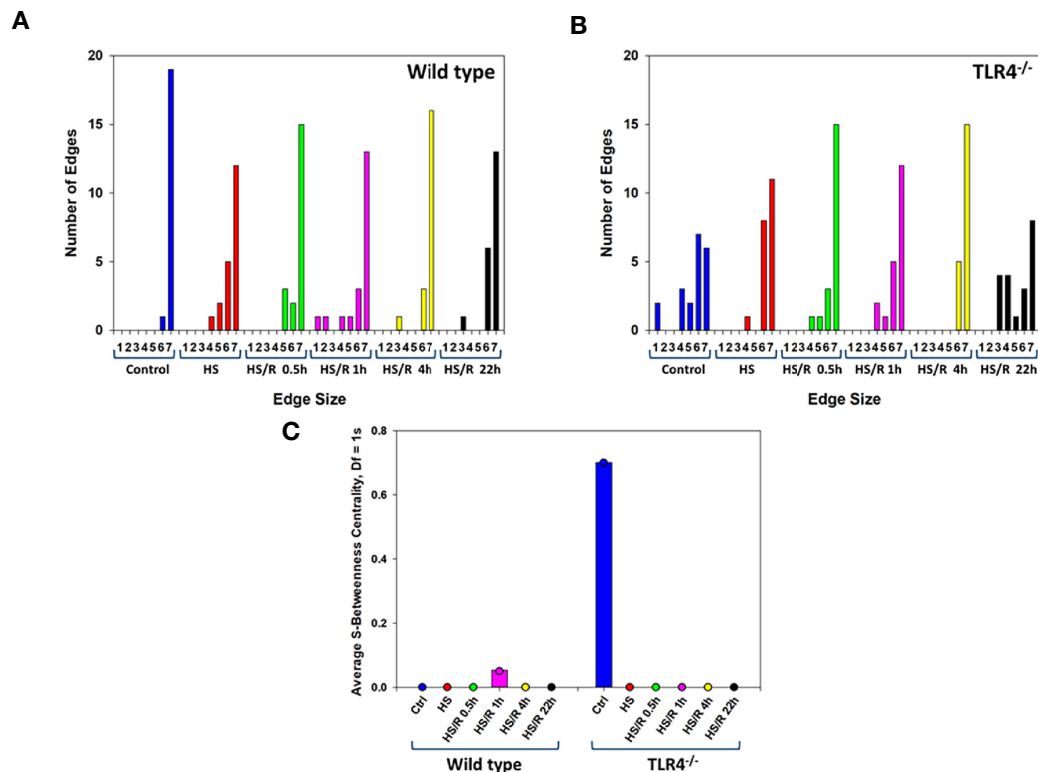 A
B
20
15
10
5
0
Number of Edges
Wild type
1234567 1234567 1234567 1234567 1234567 1234567
Control HS HS/R 0.5h HS/R 1h HS/R 4h HS/R 22h
Edge Size
20
15
10
5
0
Number of Edges
TLR4-/-
1234567 1234567 1234567 1234567 1234567 1234567
Control HS HS/R 0.5h HS/R 1h HS/R 4h HS/R 22h
Edge Size
C
Average S-Betweenness Centrality, Df = 1s
0.8
0.6
0.4
0.2
0.0
Ctrl HS HS/R 0.5h HS/R 1h HS/R 4h HS/R 22h
Ctrl HS HS/R 0.5h HS/R 1h HS/R 4h HS/R 22h
Wild type
TLR4-/-